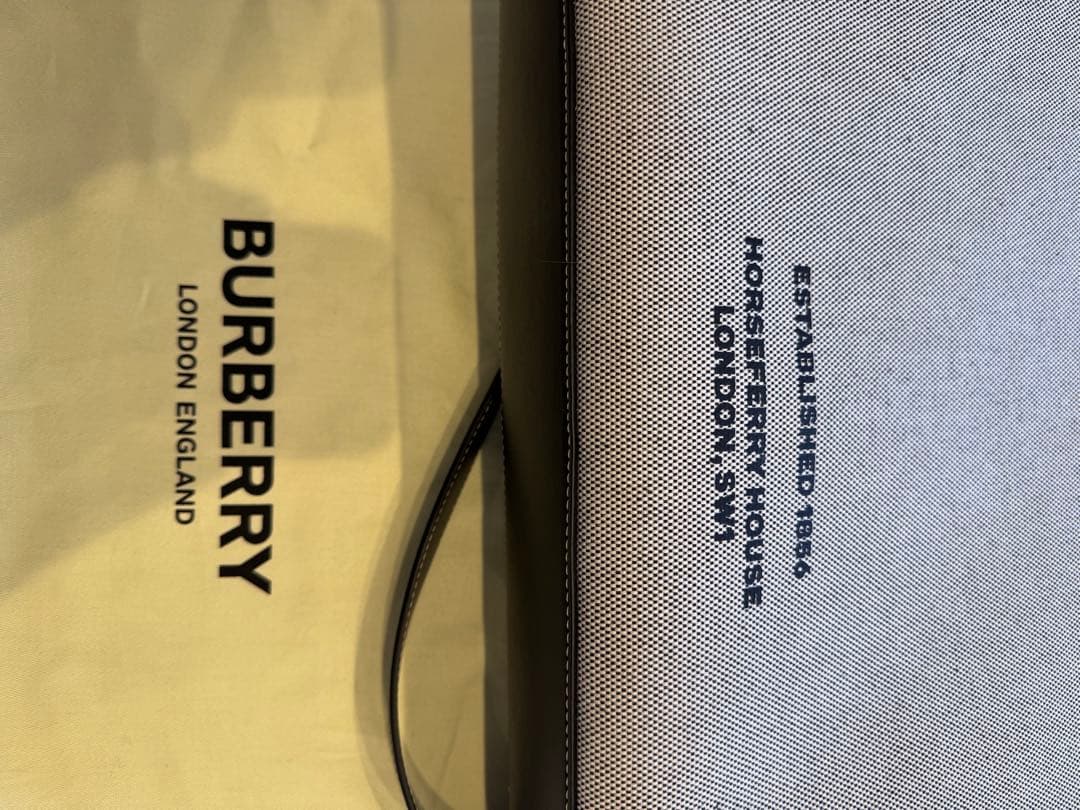 BURBERRY
LONDON ENGLAND
ESTABLISHED 1856
HORSEFERRY HOUSE
LONDON, SW1